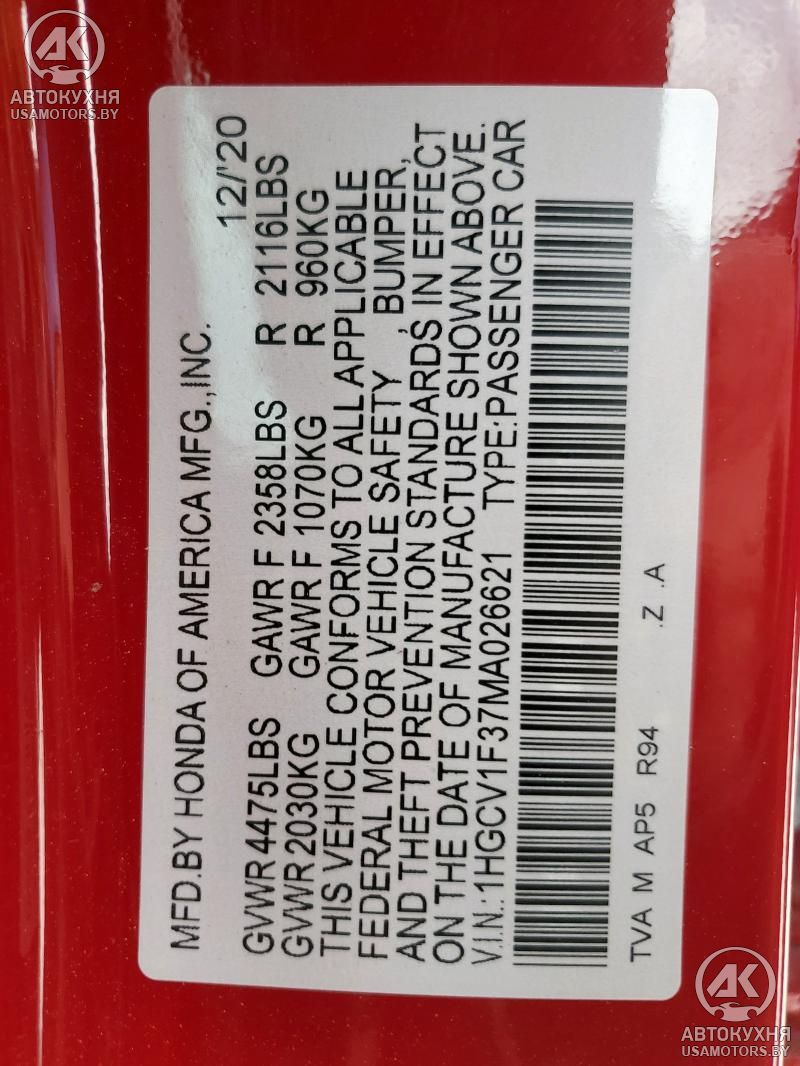 AK
АВТОКУХНЯ
USAMOTORS.BY
MFD.BY HONDA OF AMERICA MFG.,INC. 12/'20
GVWR 4475LBS GAWR F 2358LBS R 2116LBS
GVWR 2030KG GAWR F 1070KG R 960KG
THIS VEHICLE CONFORMS TO ALL APPLICABLE
FEDERAL MOTOR VEHICLE SAFETY , BUMPER,
AND THEFT PREVENTION STANDARDS, IN EFFECT
ON THE DATE OF MANUFACTURE SHOWN ABOVE.
V.I.N.:1HGCV1F37MA026621 TYPE:PASSENGER CAR
TVA M AP5 R94 .Z .A
AK
АВТОКУХНЯ
USAMOTORS.BY